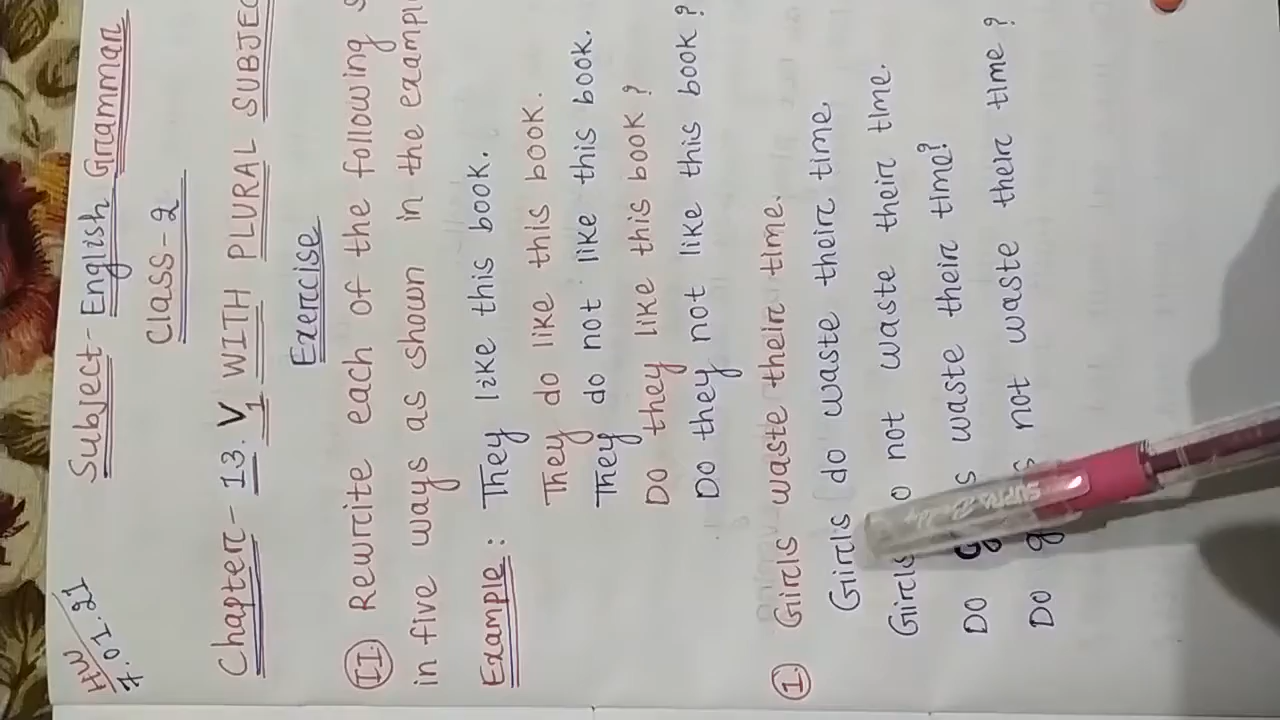 H.W
7.01.21
Subject - English Grammar
Class - 2
Chapter - 13. V1 WITH PLURAL
Exercise
II Rewrite each of the following
in five ways as shown in the
Example : They like this book.
They do like this book.
They do not like this book.
Do they like this book ?
Do they not like this book ?
1. Girls waste their time.
Girls do waste their time.
Girls not waste their time.
Do waste their time?
Do not waste their time ?